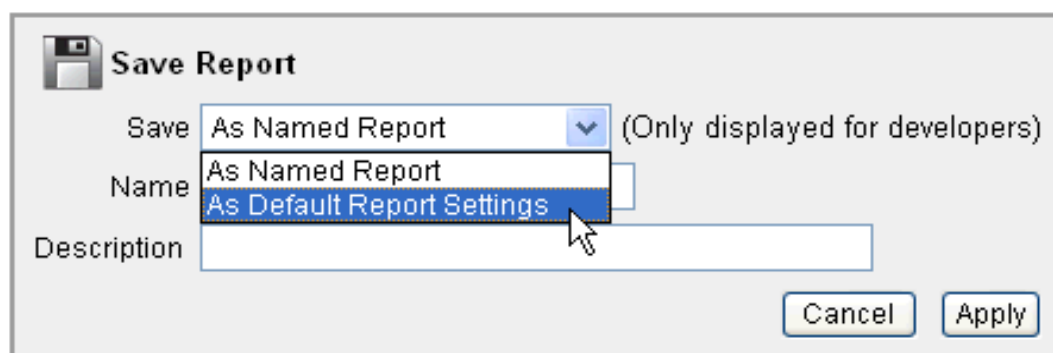 Save Report
Save As Named Report (Only displayed for developers)
As Named Report
Name
As Default Report Settings
Description
Cancel Apply